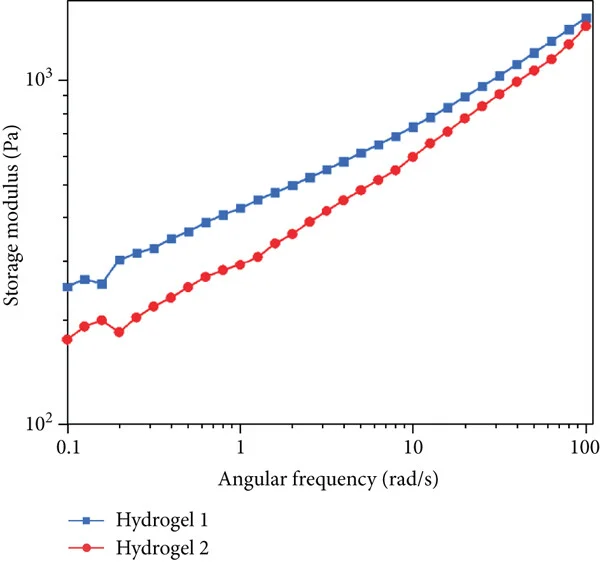 10³
10²
Storage modulus (Pa)
0.1
1
10
100
Angular frequency (rad/s)
Hydrogel 1
Hydrogel 2